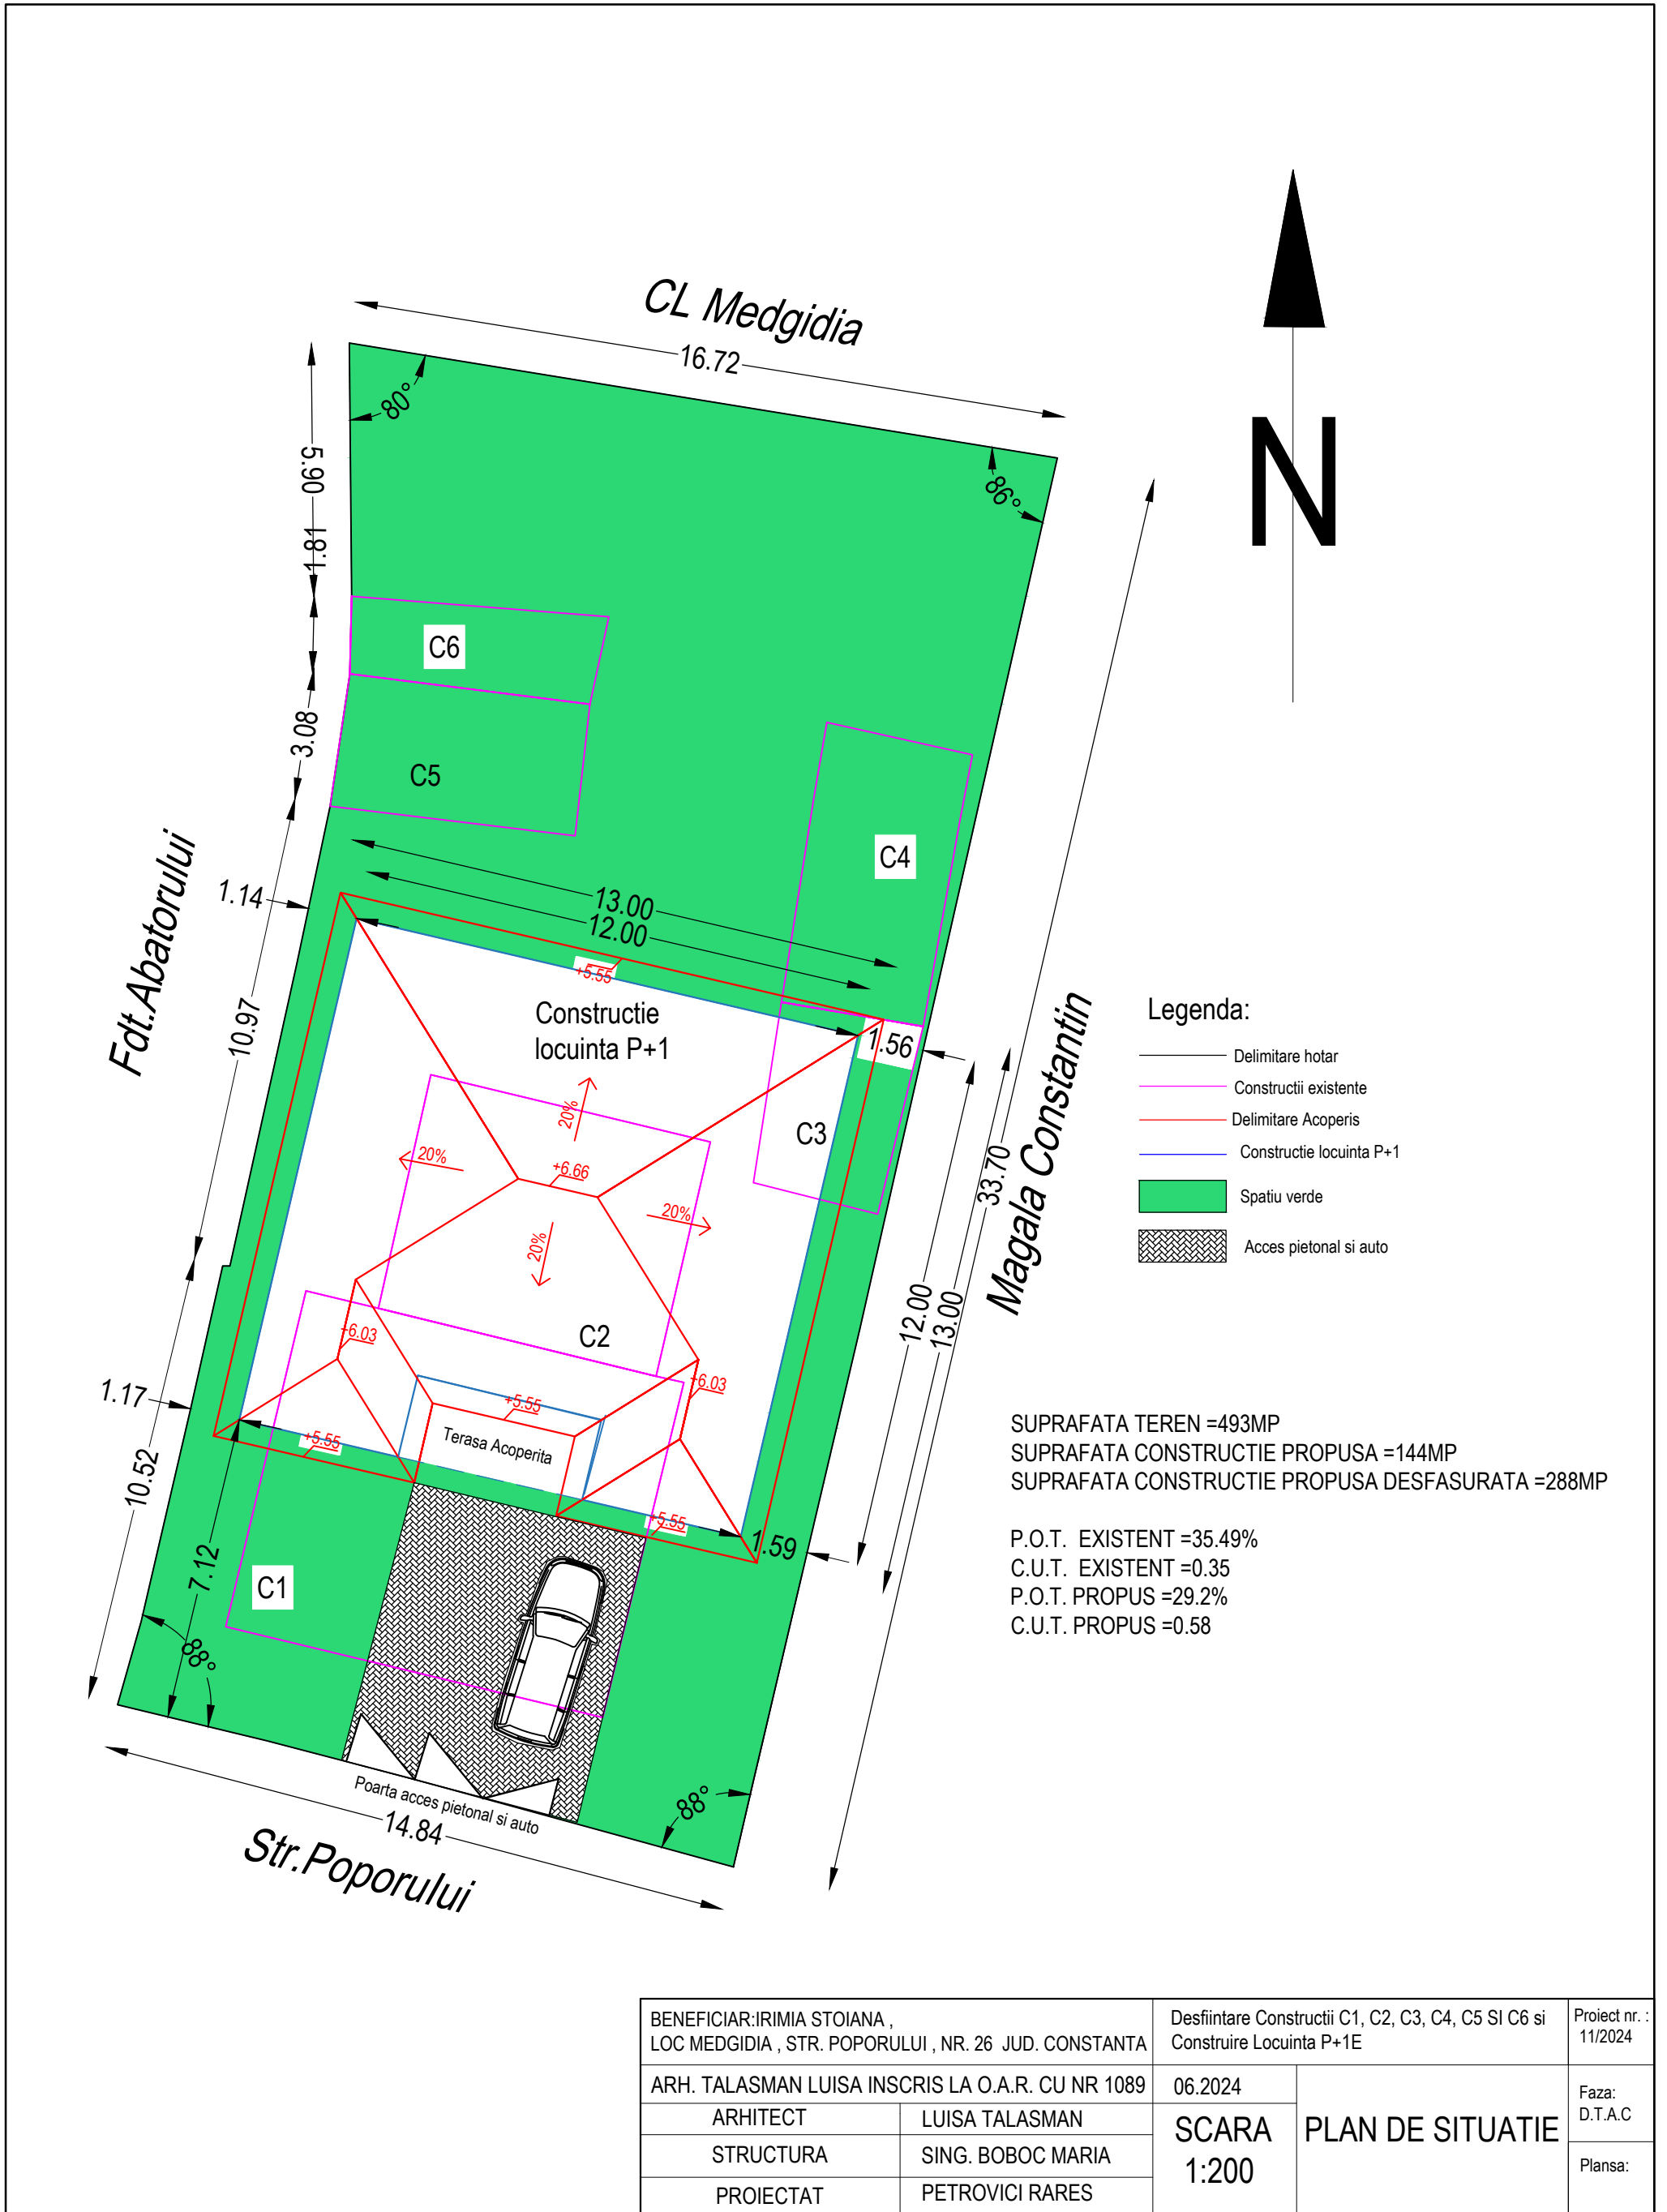 CL Medgidia
16.72
80°
86°
N
5.90
1.81
C6
3.08
C5
C4
Fdt.Abatorului
1.14
13.00
12.00
+5.55
Constructie
locuinta P+1
1.56
10.97
20%
20%
C3
+6.66
20%
20%
33.70
Magala Constantin
12.00
13.00
C2
+6.03
+6.03
1.17
+5.55
+5.55
Terasa Acoperita
10.52
+5.55
1.59
7.12
C1
88°
88°
Poarta acces pietonal si auto
14.84
Str.Poporului
Legenda:
Delimitare hotar
Constructii existente
Delimitare Acoperis
Constructie locuinta P+1
Spatiu verde
Acces pietonal si auto
SUPRAFATA TEREN =493MP
SUPRAFATA CONSTRUCTIE PROPUSA =144MP
SUPRAFATA CONSTRUCTIE PROPUSA DESFASURATA =288MP
P.O.T. EXISTENT =35.49%
C.U.T. EXISTENT =0.35
P.O.T. PROPUS =29.2%
C.U.T. PROPUS =0.58
BENEFICIAR:IRIMIA STOIANA ,
LOC MEDGIDIA , STR. POPORULUI , NR. 26 JUD. CONSTANTA
Desfiintare Constructii C1, C2, C3, C4, C5 SI C6 si
Construire Locuinta P+1E
Proiect nr. :
11/2024
ARH. TALASMAN LUISA INSCRIS LA O.A.R. CU NR 1089
06.2024
Faza:
D.T.A.C
ARHITECT LUISA TALASMAN
STRUCTURA SING. BOBOC MARIA
PROIECTAT PETROVICI RARES
SCARA
1:200
PLAN DE SITUATIE
Plansa: